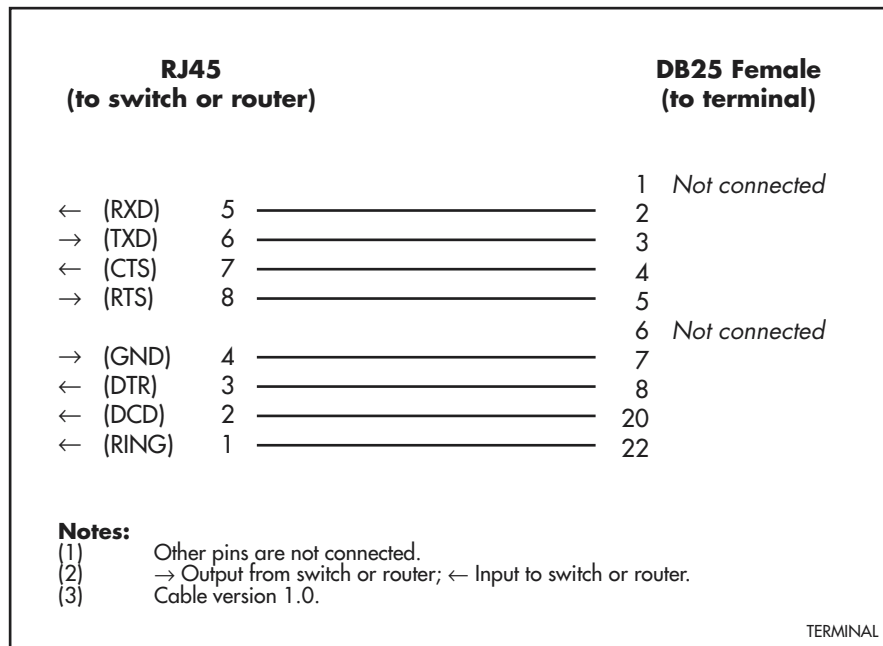 RJ45 DB25 Female
(to switch or router) (to terminal)
1 Not connected
← (RXD) 5 2
→ (TXD) 6 3
← (CTS) 7 4
→ (RTS) 8 5
6 Not connected
→ (GND) 4 7
← (DTR) 3 8
← (DCD) 2 20
← (RING) 1 22
Notes:
(1) Other pins are not connected.
(2) → Output from switch or router; ← Input to switch or router.
(3) Cable version 1.0.
TERMINAL